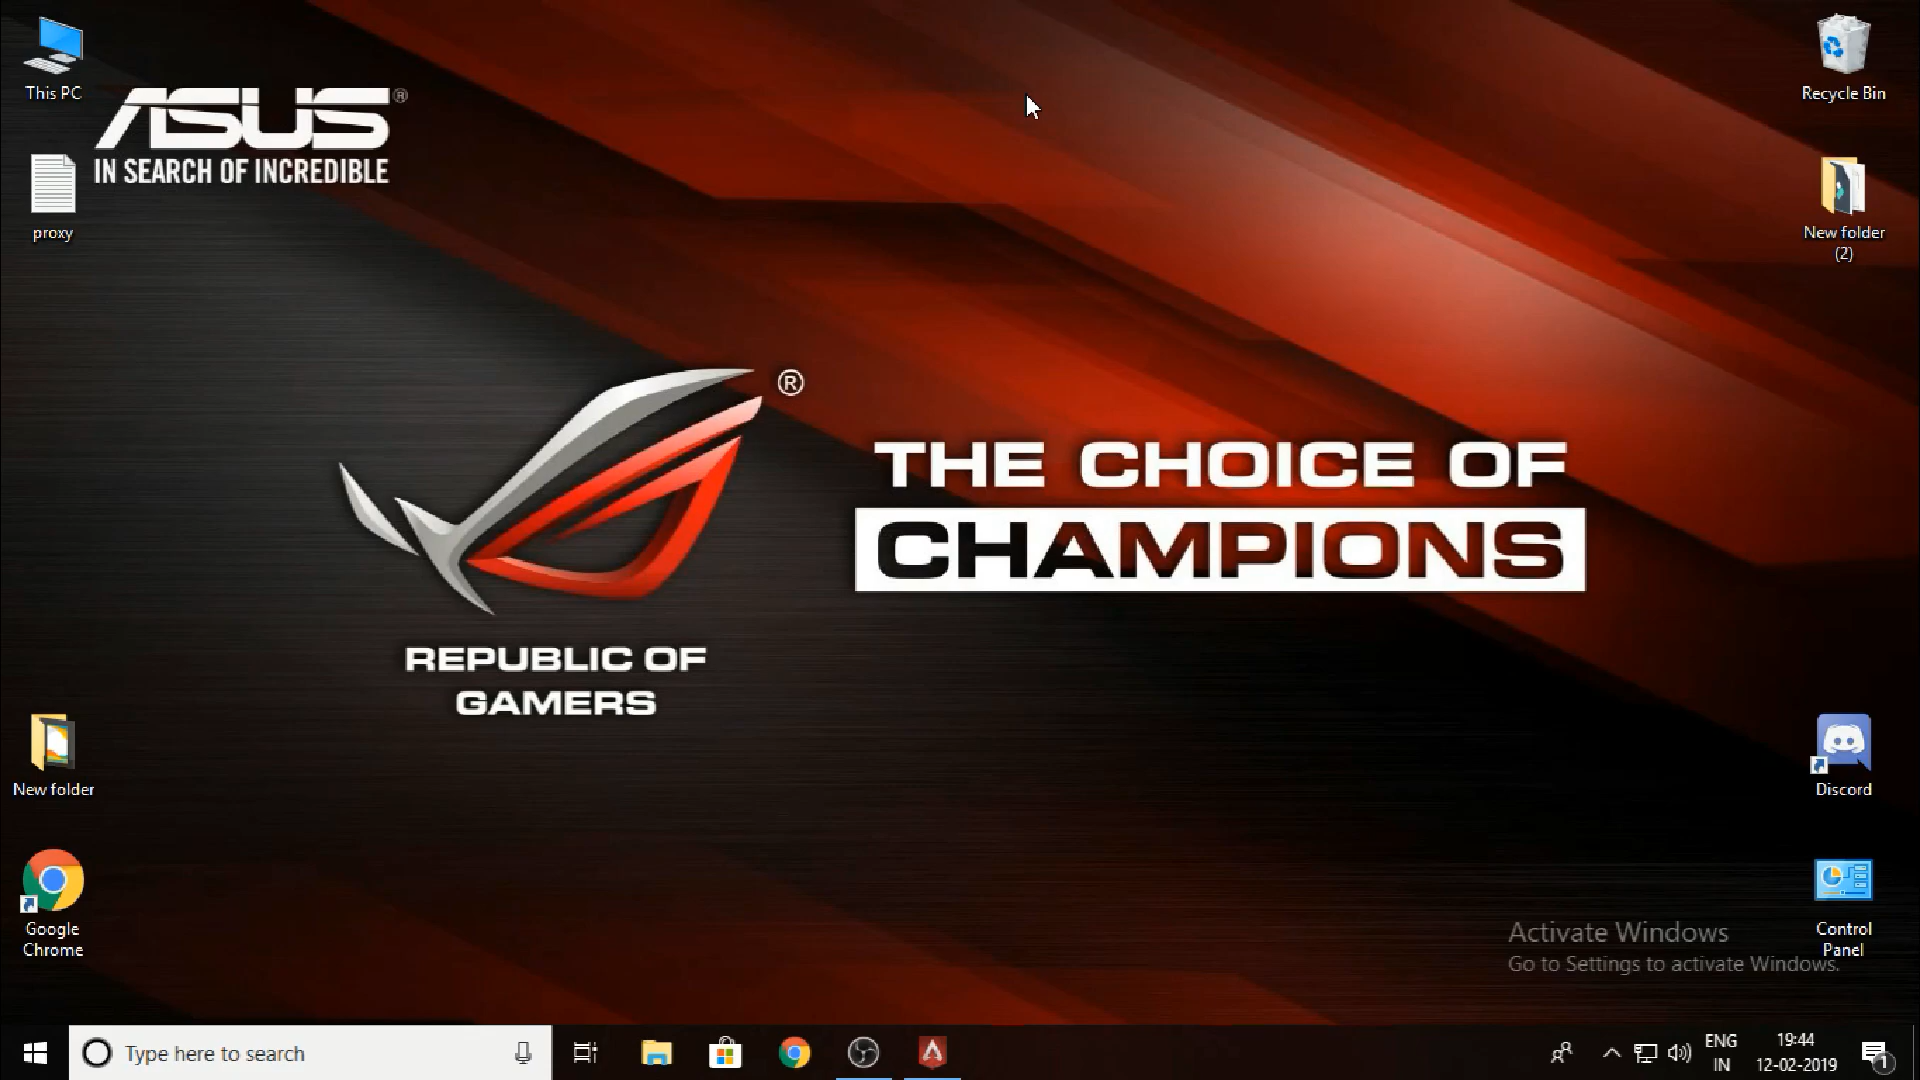 This PC
ASUS®
IN SEARCH OF INCREDIBLE
proxy
Recycle Bin
New folder
(2)
®
THE CHOICE OF
CHAMPIONS
REPUBLIC OF
GAMERS
New folder
Google
Chrome
Discord
Control
Panel
Activate Windows
Go to Settings to activate Windows.
Type here to search
ENG
IN
19:44
12-02-2019
1